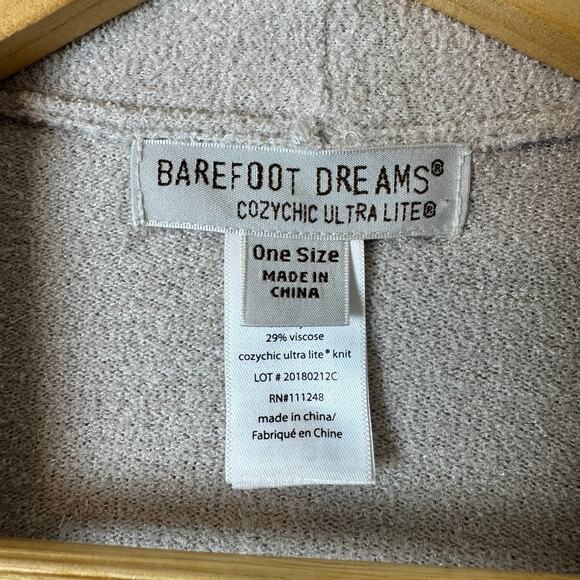 BAREFOOT DREAMS®
COZYCHIC ULTRA LITE®
One Size
MADE IN
CHINA
29% viscose
cozychic ultra lite® knit
LOT # 20180212C
RN#111248
made in china/
Fabriqué en Chine